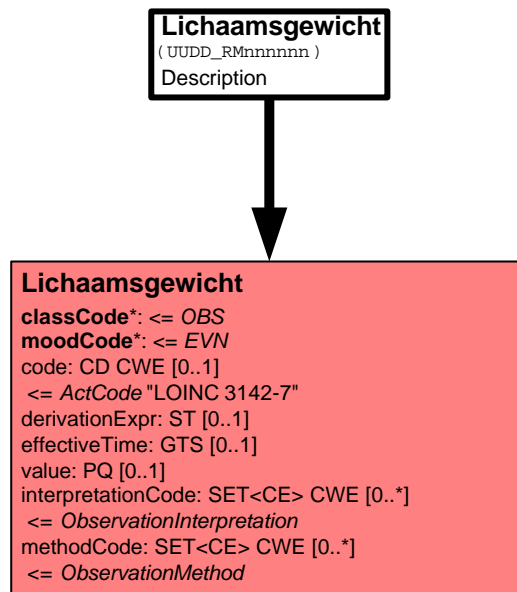 Lichaamsgewicht
(UUDD_RMnnnnnn )
Description
Lichaamsgewicht
classCode*: <= OBS
moodCode*: <= EVN
code: CD CWE [0..1]
<= ActCode "LOINC 3142-7"
derivationExpr: ST [0..1]
effectiveTime: GTS [0..1]
value: PQ [0..1]
interpretationCode: SET<CE> CWE [0..*]
<= ObservationInterpretation
methodCode: SET<CE> CWE [0..*]
<= ObservationMethod